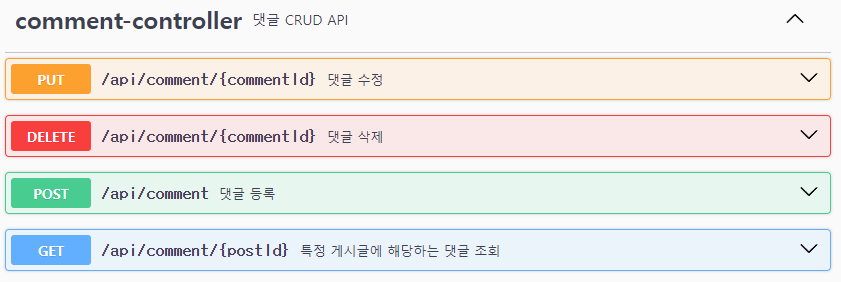 comment-controller 댓글 CRUD API
PUT /api/comment/{commentId} 댓글 수정
DELETE /api/comment/{commentId} 댓글 삭제
POST /api/comment 댓글 등록
GET /api/comment/{postId} 특정 게시글에 해당하는 댓글 조회